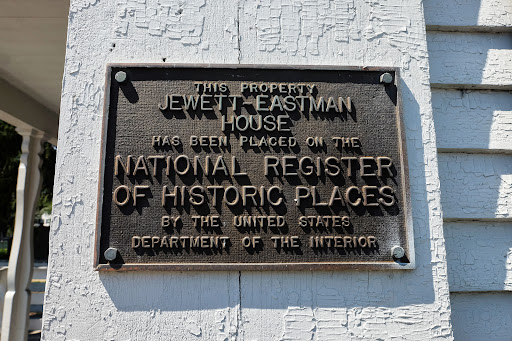 THIS PROPERTY
JEWETT-EASTMAN
HOUSE
HAS BEEN PLACED ON THE
NATIONAL REGISTER
OF HISTORIC PLACES
BY THE UNITED STATES
DEPARTMENT OF THE INTERIOR